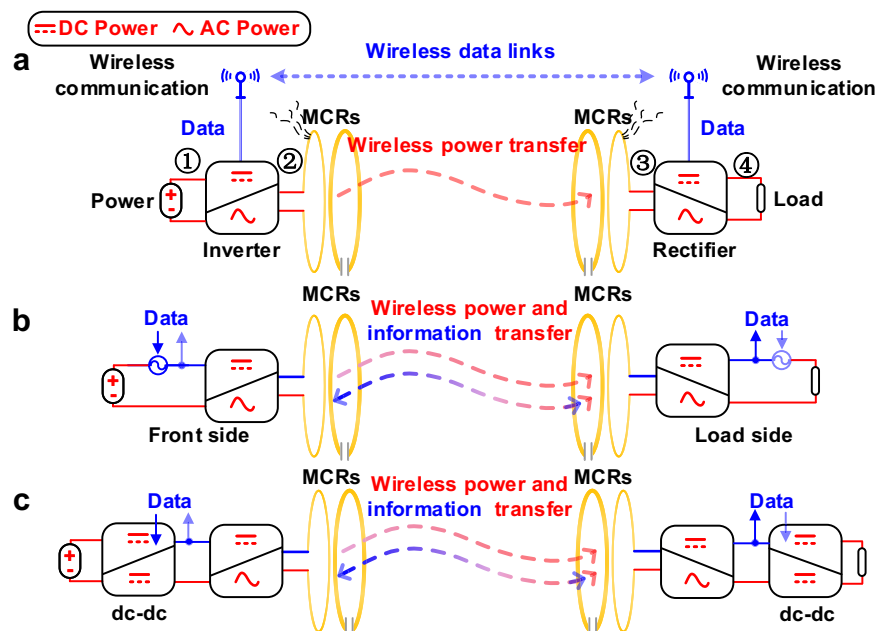 DC Power AC Power
a
Wireless communication
Wireless data links
Wireless communication
Data
MCRs
MCRs
Data
Wireless power transfer
① ② ③ ④
Power
+
-
Load
Inverter
Rectifier
b
MCRs
Wireless power and
information transfer
MCRs
Data
Data
+
-
Front side
Load side
c
MCRs
Wireless power and
information transfer
MCRs
Data
Data
+
-
dc-dc
dc-dc